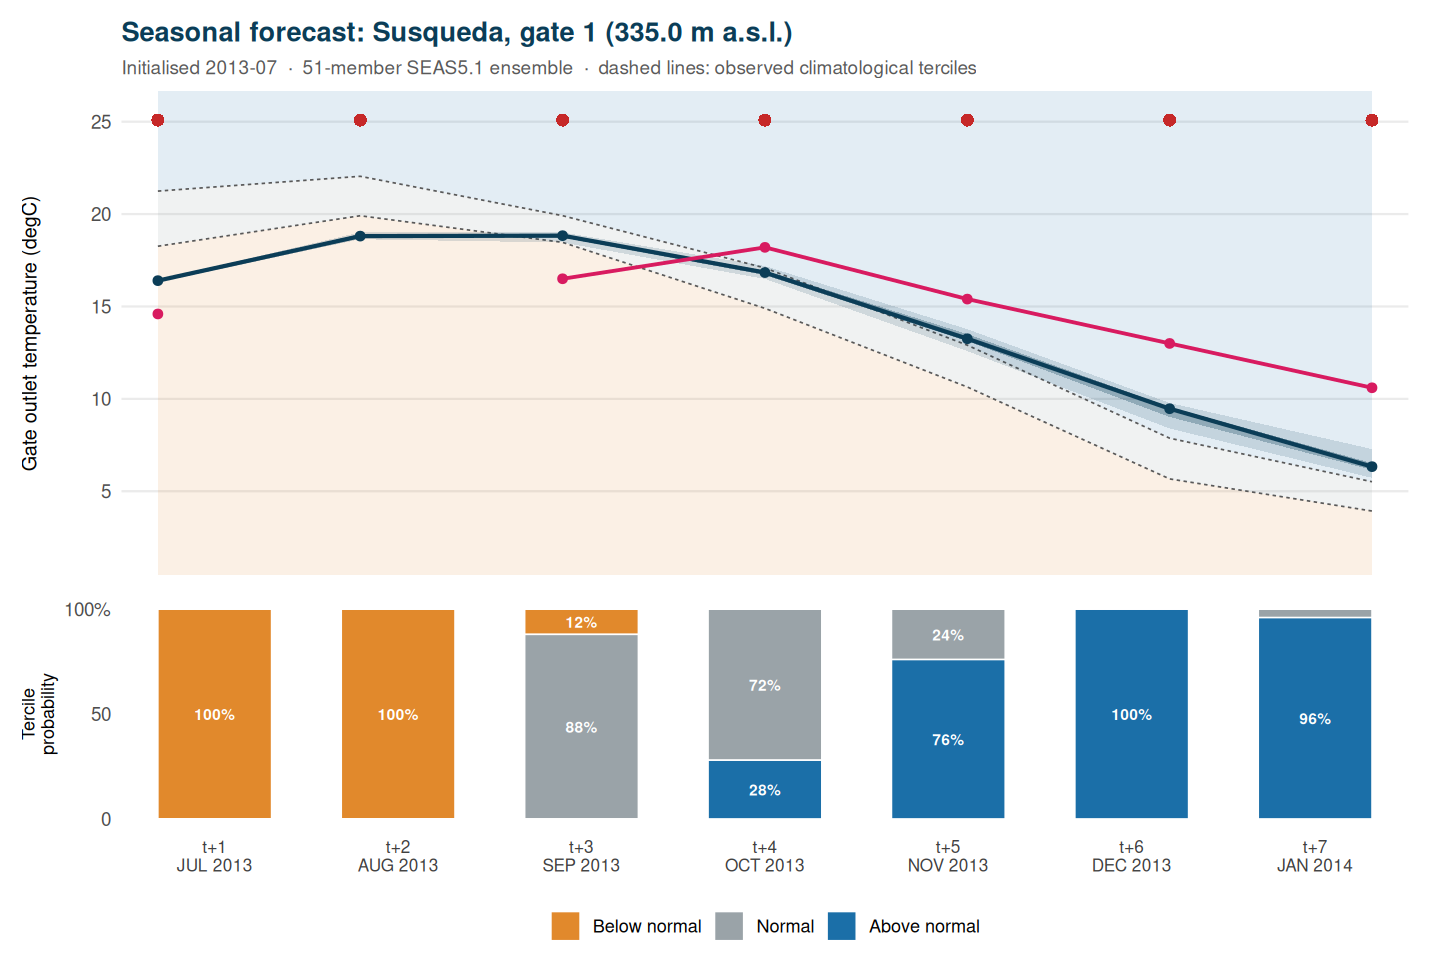 Seasonal forecast: Susqueda, gate 1 (335.0 m a.s.l.)
Initialised 2013-07 · 51-member SEAS5.1 ensemble · dashed lines: observed climatological terciles
Gate outlet temperature (degC)
25
20
15
10
5
Tercile
probability
100%
50
0
100%
100%
12%
88%
72%
28%
24%
76%
100%
96%
t+1
JUL 2013
t+2
AUG 2013
t+3
SEP 2013
t+4
OCT 2013
t+5
NOV 2013
t+6
DEC 2013
t+7
JAN 2014
Below normal
Normal
Above normal